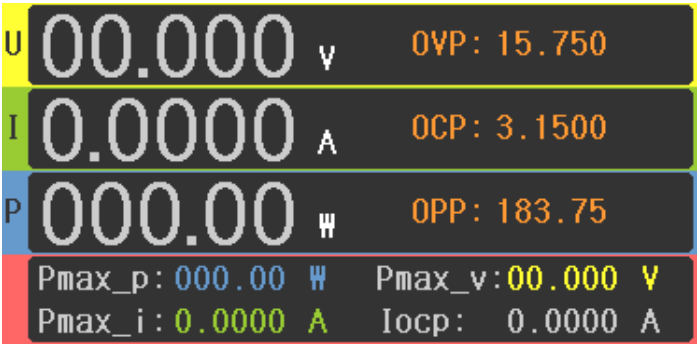 U 00.000 V OVP: 15.750
I 0.0000 A OCP: 3.1500
P 000.00 W OPP: 183.75
Pmax_p: 000.00 W Pmax_v: 00.000 V
Pmax_i: 0.0000 A Iocp: 0.0000 A